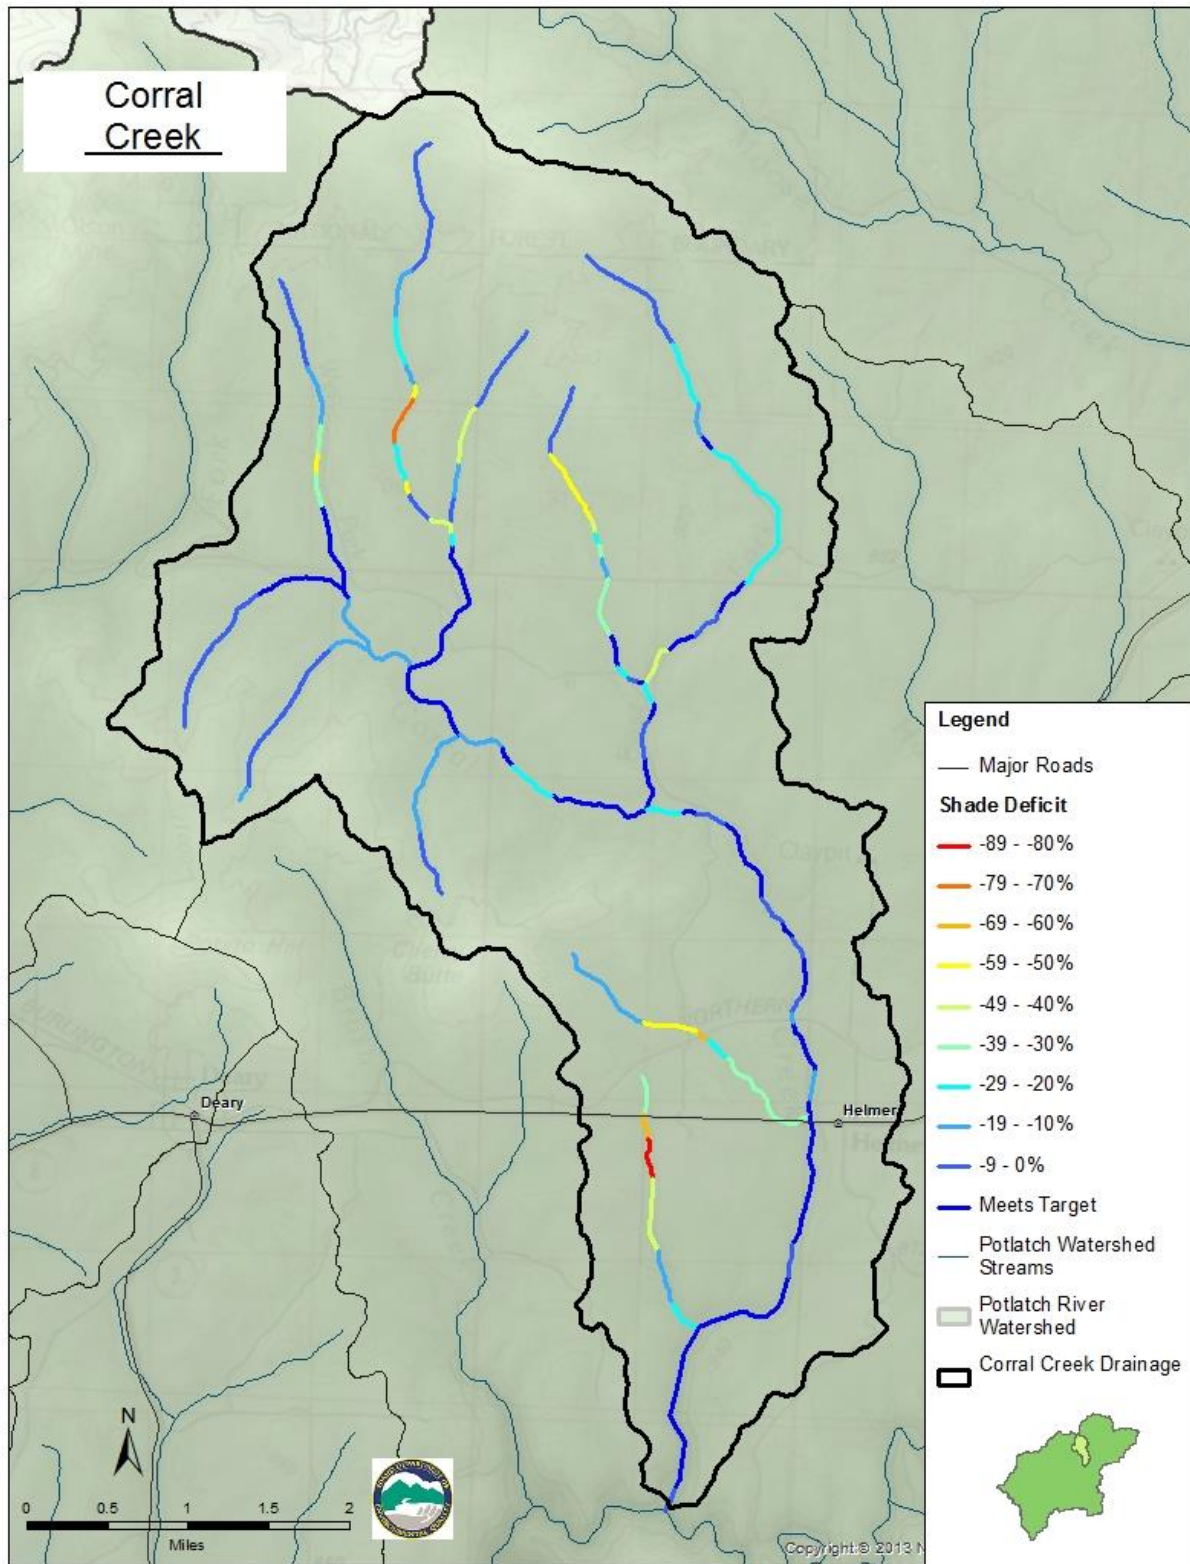 Corral
Creek
NORTHERN
BURLINGTON
Deary
Helmer
Legend
Major Roads
Shade Deficit
-89 - -80%
-79 - -70%
-69 - -60%
-59 - -50%
-49 - -40%
-39 - -30%
-29 - -20%
-19 - -10%
-9 - 0%
Meets Target
Potlatch Watershed
Streams
Potlatch River
Watershed
Corral Creek Drainage
N
0 0.5 1 1.5 2
Miles
Copyright:© 2013 N